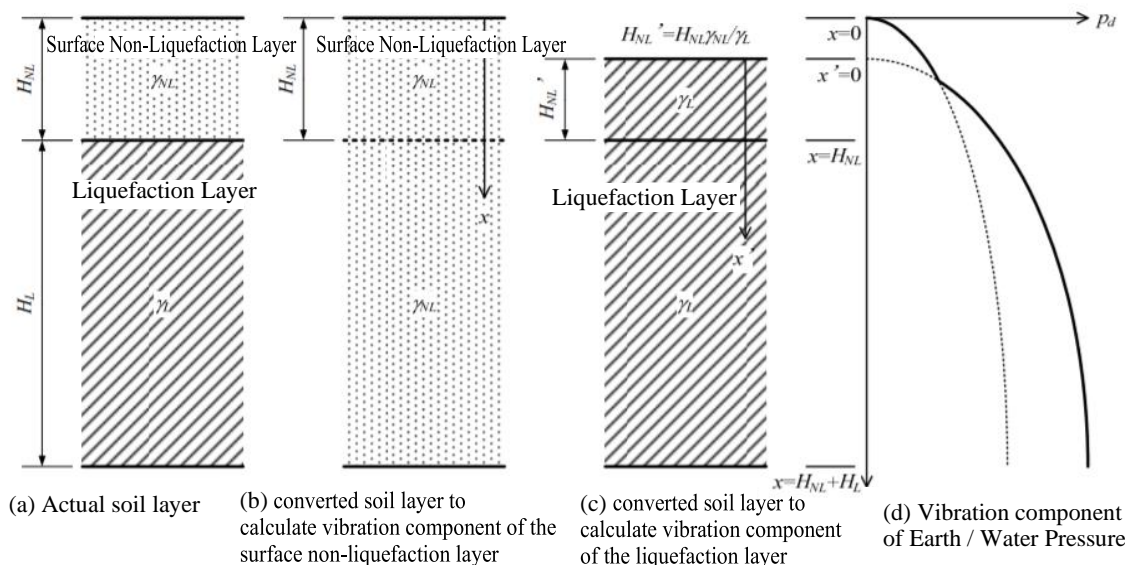 Surface Non-Liquefaction Layer
H_NL
γ_NL
Liquefaction Layer
H_L
γ_L
(a) Actual soil layer
Surface Non-Liquefaction Layer
H_NL
γ_NL
x
γ_NL
(b) converted soil layer to
calculate vibration component of the
surface non-liquefaction layer
H_NL'=H_NLγ_NL/γ_L
H_NL'
γ_L
Liquefaction Layer
x'
γ_L
(c) converted soil layer to
calculate vibration component
of the liquefaction layer
p_d
x=0
x'=0
x=H_NL
x=H_NL+H_L
(d) Vibration component
of Earth / Water Pressure